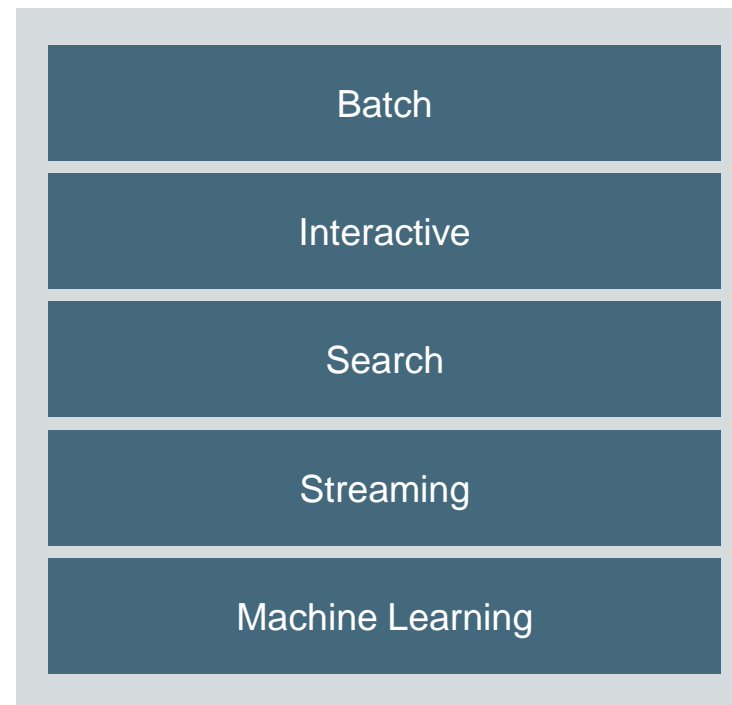 Batch
Interactive
Search
Streaming
Machine Learning